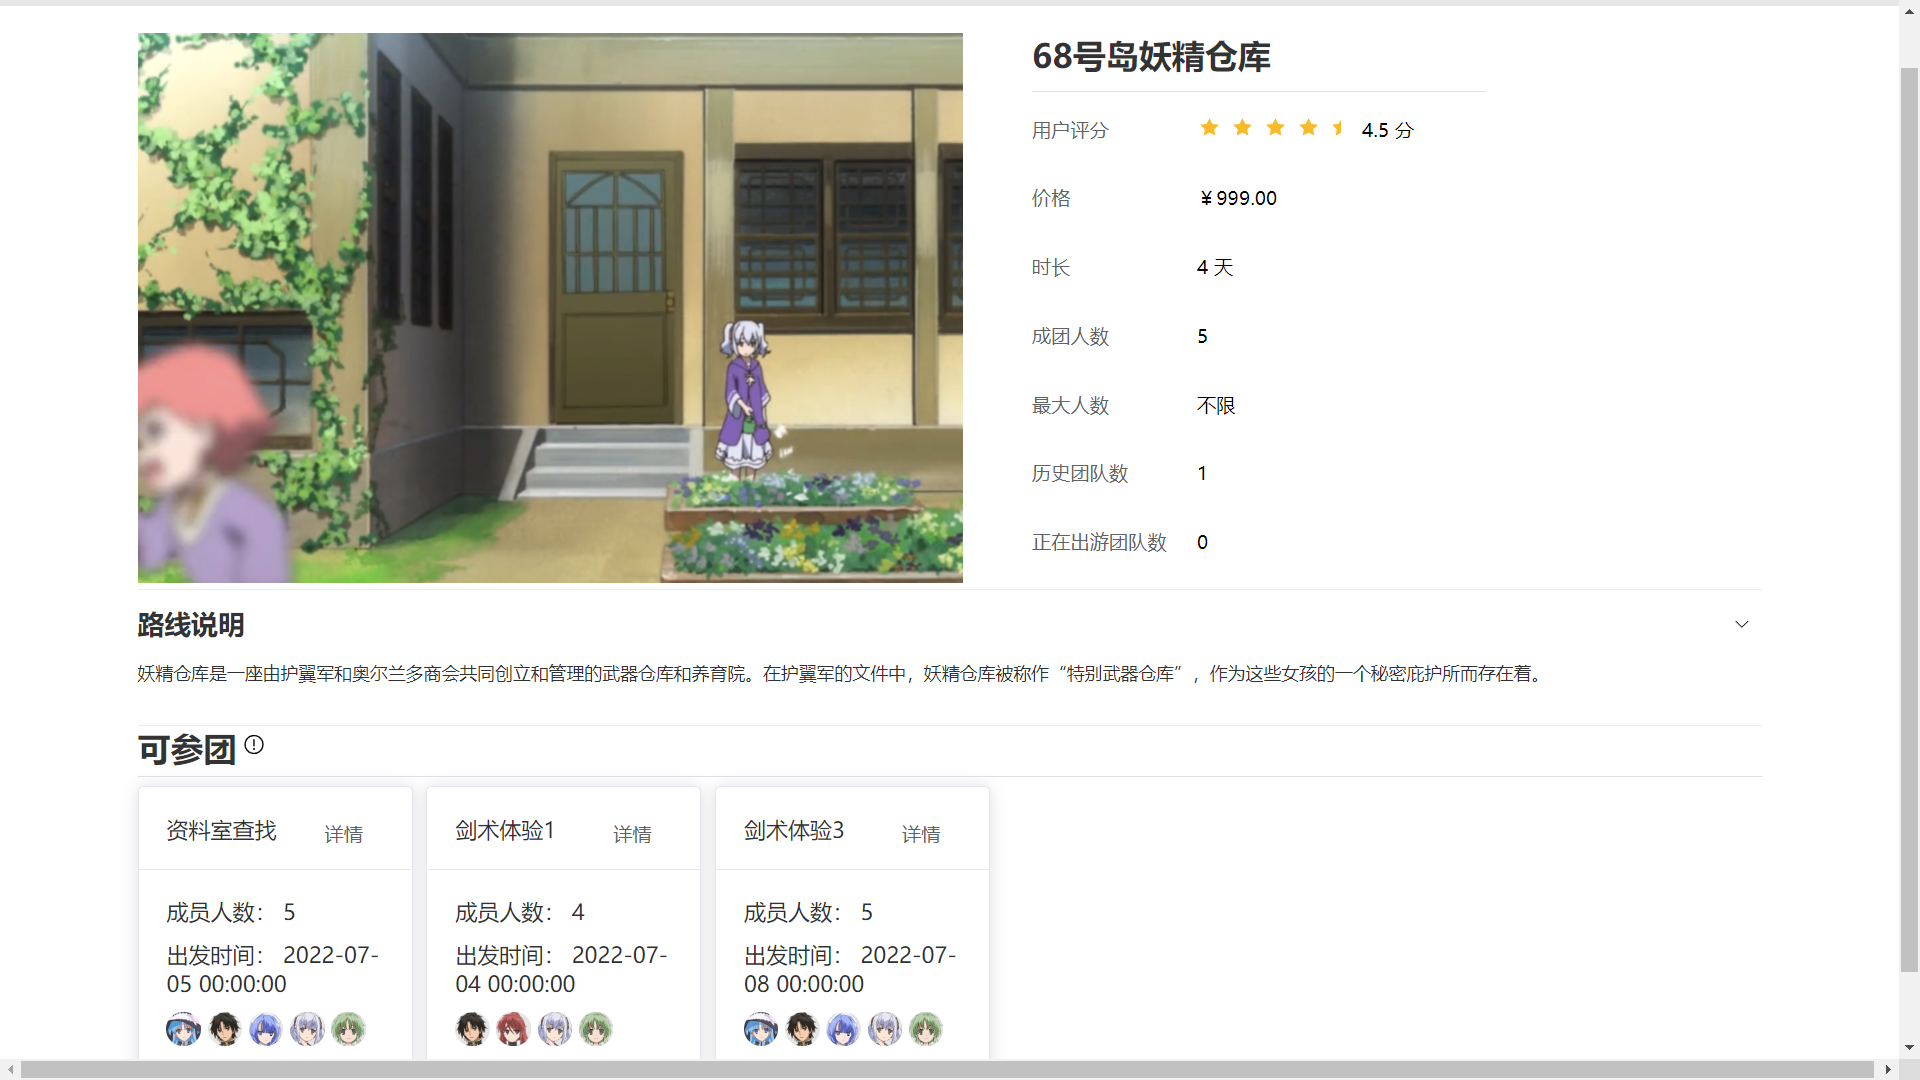 68号岛妖精仓库
用户评分 4.5 分
价格 ¥ 999.00
时长 4 天
成团人数 5
最大人数 不限
历史团队数 1
正在出游团队数 0
路线说明
妖精仓库是一座由护翼军和奥尔兰多商会共同创立和管理的武器仓库和养育院。在护翼军的文件中，妖精仓库被称作“特别武器仓库”，作为这些女孩的一个秘密庇护所而存在着。
可参团
资料室查找 详情
成员人数： 5
出发时间： 2022-07-
05 00:00:00
剑术体验1 详情
成员人数： 4
出发时间： 2022-07-
04 00:00:00
剑术体验3 详情
成员人数： 5
出发时间： 2022-07-
08 00:00:00